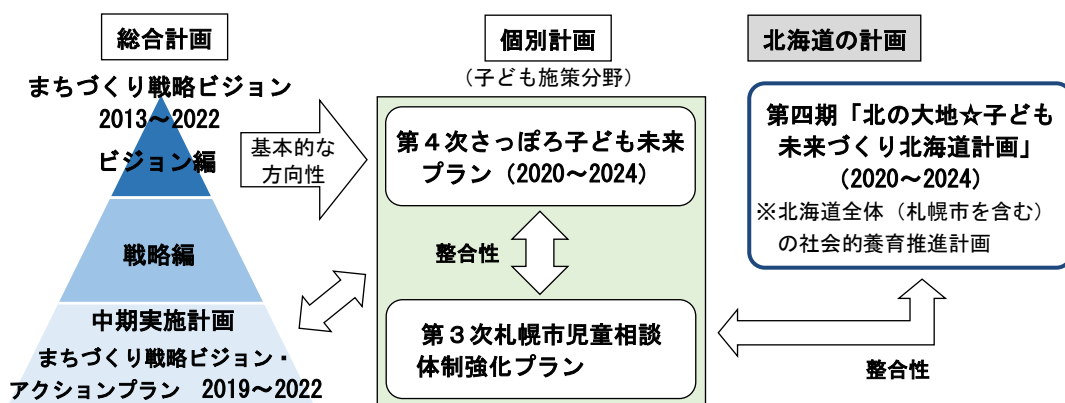 総合計画
まちづくり戦略ビジョン
2013～2022
ビジョン編
戦略編
中期実施計画
まちづくり戦略ビジョン・
アクションプラン 2019～2022
基本的な
方向性
個別計画
（子ども施策分野）
第４次さっぽろ子ども未来
プラン（2020～2024）
整合性
第３次札幌市児童相談
体制強化プラン
北海道の計画
第四期「北の大地☆子ども
未来づくり北海道計画」
（2020～2024）
※北海道全体（札幌市を含む）
の社会的養育推進計画
整合性